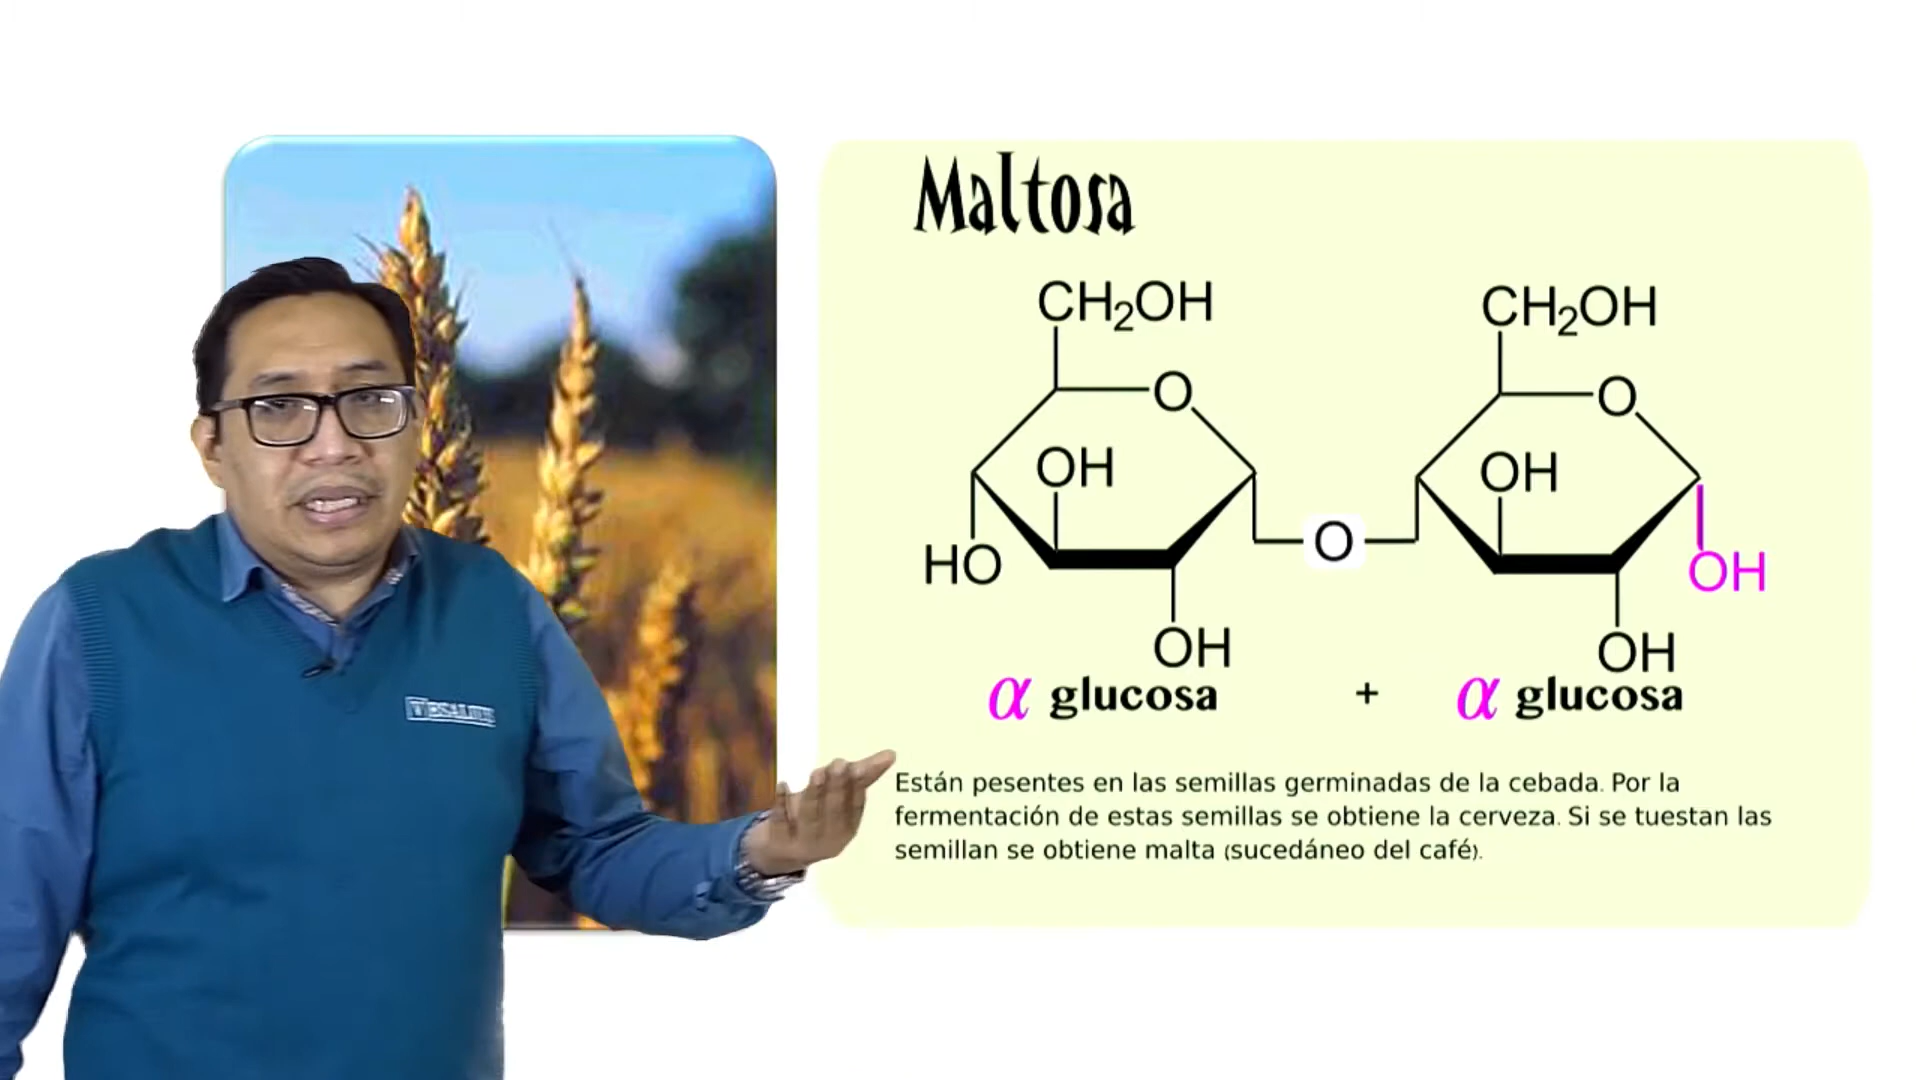 Maltosa
CH2OH
CH2OH
O
O
OH
OH
O
HO
OH
OH
OH
α glucosa + α glucosa
Están pesentes en las semillas germinadas de la cebada. Por la
fermentación de estas semillas se obtiene la cerveza. Si se tuestan las
semillan se obtiene malta (sucedáneo del café).
VESALIUS